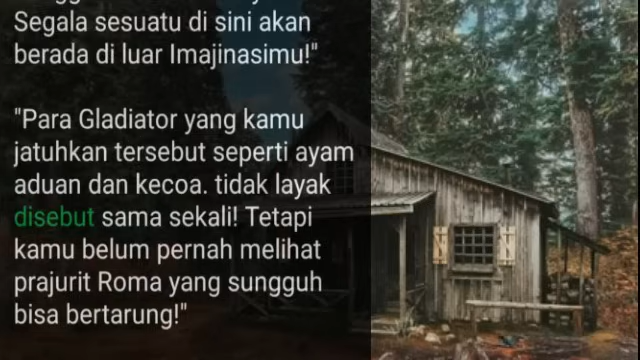 Segala sesuatu di sini akan
berada di luar Imajinasimu!"
"Para Gladiator yang kamu
jatuhkan tersebut seperti ayam
aduan dan kecoa. tidak layak
disebut sama sekali! Tetapi
kamu belum pernah melihat
prajurit Roma yang sungguh
bisa bertarung!"